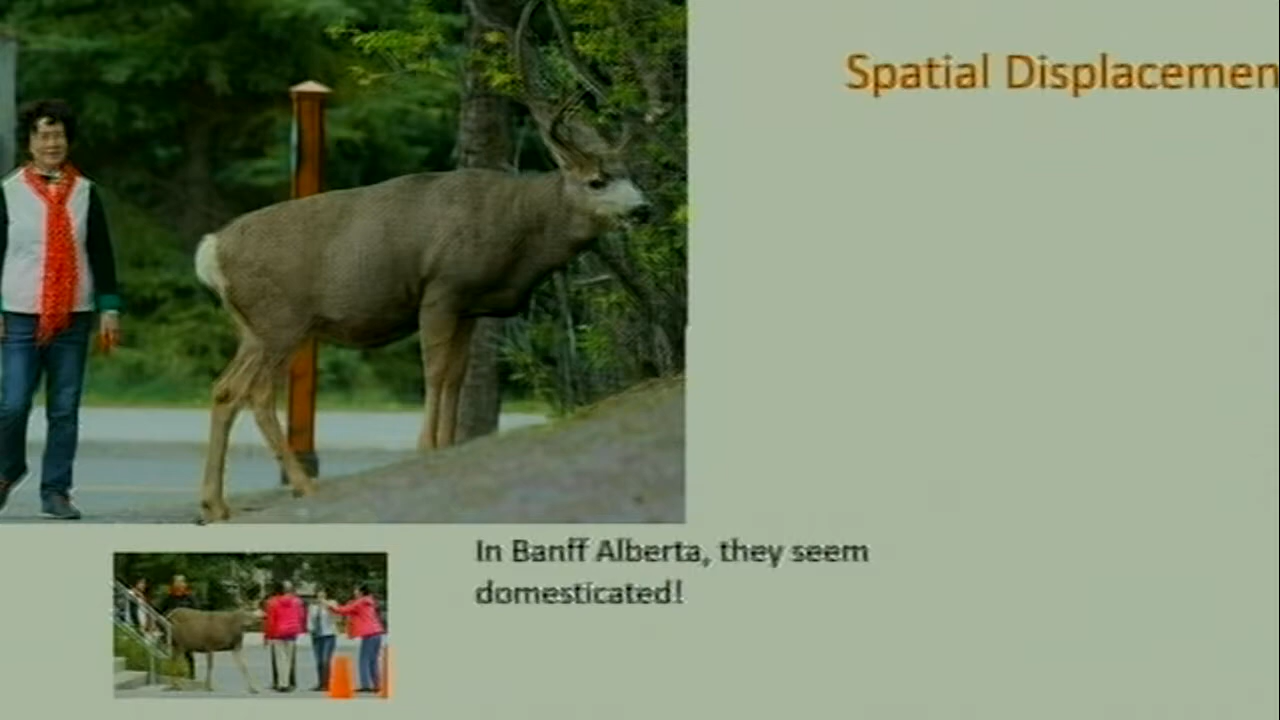 Spatial Displacemen
In Banff Alberta, they seem
domesticated!